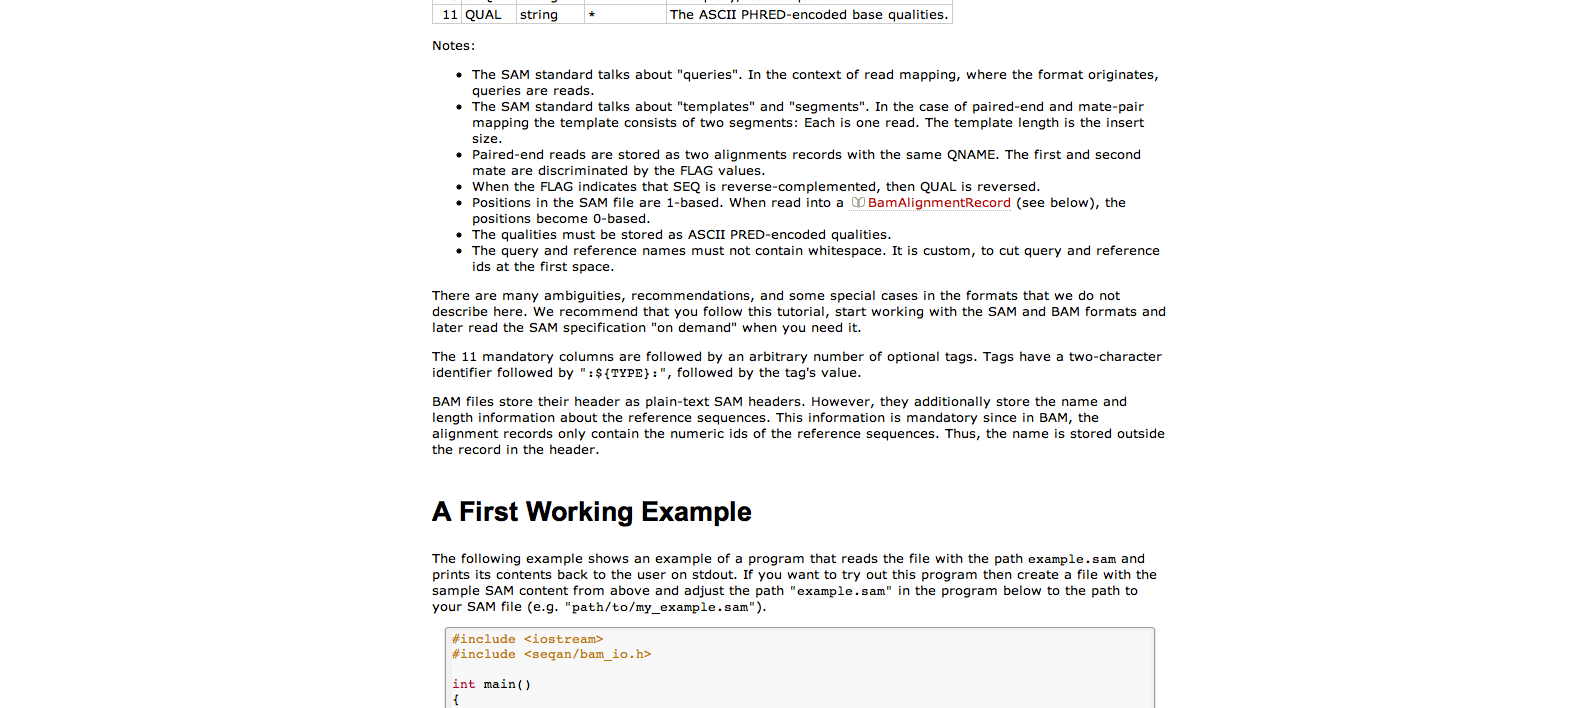 11 QUAL string * The ASCII PHRED-encoded base qualities.
Notes:
• The SAM standard talks about "queries". In the context of read mapping, where the format originates,
queries are reads.
• The SAM standard talks about "templates" and "segments". In the case of paired-end and mate-pair
mapping the template consists of two segments: Each is one read. The template length is the insert
size.
• Paired-end reads are stored as two alignments records with the same QNAME. The first and second
mate are discriminated by the FLAG values.
• When the FLAG indicates that SEQ is reverse-complemented, then QUAL is reversed.
• Positions in the SAM file are 1-based. When read into a BamAlignmentRecord (see below), the
positions become 0-based.
• The qualities must be stored as ASCII PRED-encoded qualities.
• The query and reference names must not contain whitespace. It is custom, to cut query and reference
ids at the first space.
There are many ambiguities, recommendations, and some special cases in the formats that we do not
describe here. We recommend that you follow this tutorial, start working with the SAM and BAM formats and
later read the SAM specification "on demand" when you need it.
The 11 mandatory columns are followed by an arbitrary number of optional tags. Tags have a two-character
identifier followed by ":${TYPE}:", followed by the tag's value.
BAM files store their header as plain-text SAM headers. However, they additionally store the name and
length information about the reference sequences. This information is mandatory since in BAM, the
alignment records only contain the numeric ids of the reference sequences. Thus, the name is stored outside
the record in the header.
A First Working Example
The following example shows an example of a program that reads the file with the path example.sam and
prints its contents back to the user on stdout. If you want to try out this program then create a file with the
sample SAM content from above and adjust the path "example.sam" in the program below to the path to
your SAM file (e.g. "path/to/my_example.sam").
#include <iostream>
#include <seqan/bam_io.h>
int main()
{